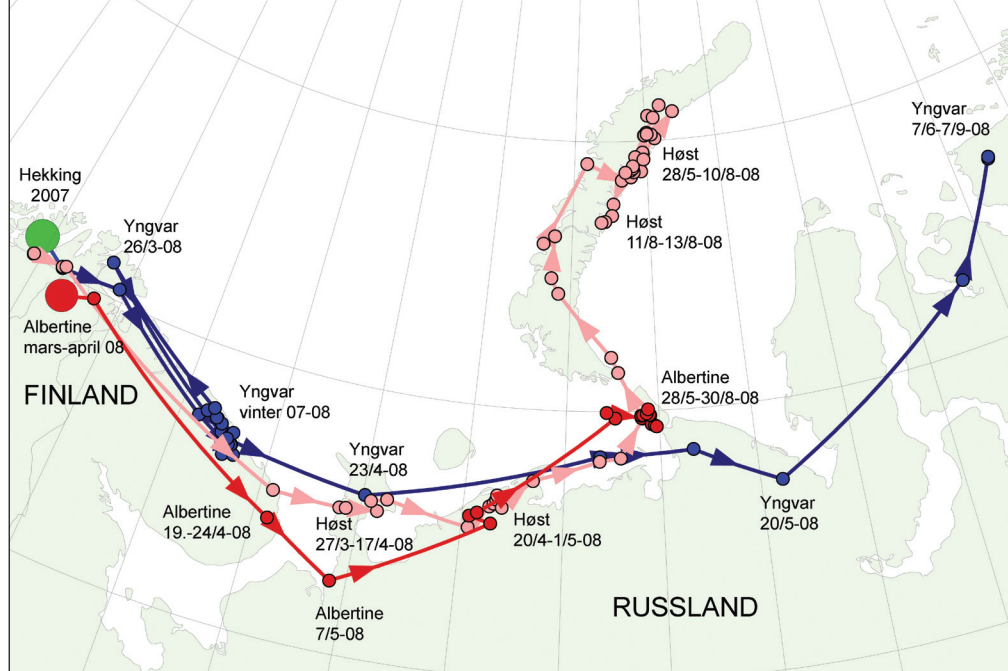 Hekking
2007
Yngvar
26/3-08
Albertine
mars-april 08
FINLAND
Yngvar
vinter 07-08
Yngvar
23/4-08
Albertine
19.-24/4-08
Høst
27/3-17/4-08
Albertine
7/5-08
Høst
20/4-1/5-08
Albertine
28/5-30/8-08
Høst
28/5-10/8-08
Høst
11/8-13/8-08
Yngvar
20/5-08
Yngvar
7/6-7/9-08
RUSSLAND